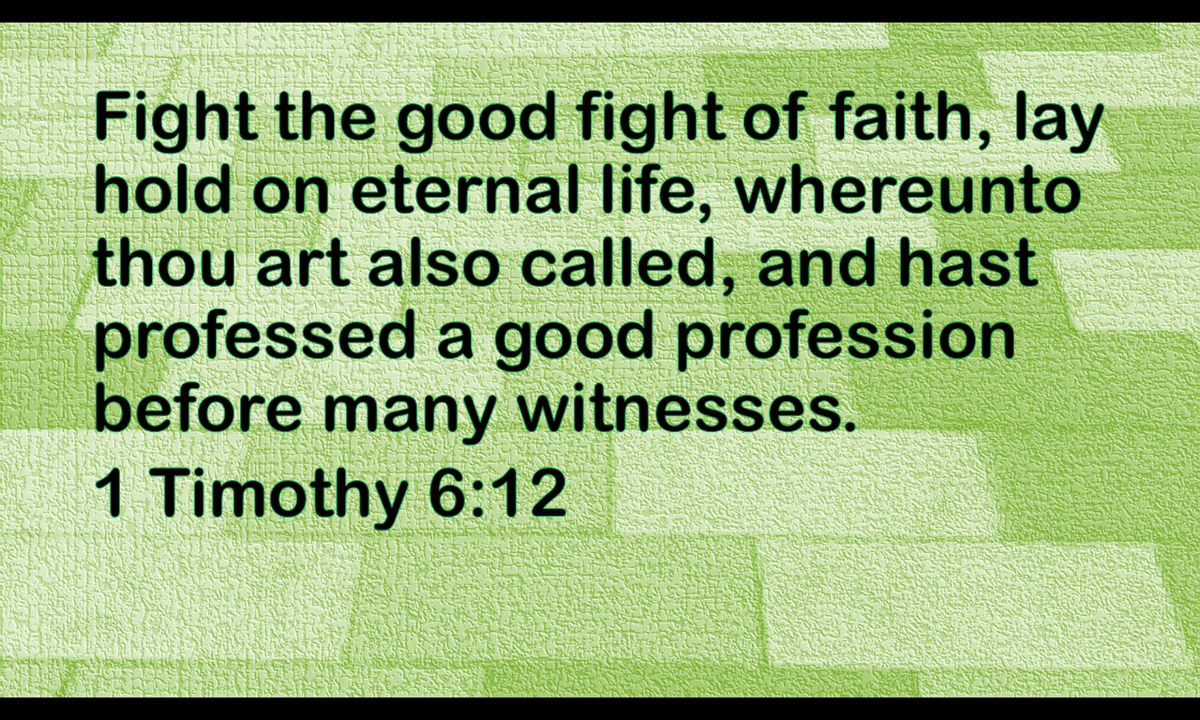 Fight the good fight of faith, lay
hold on eternal life, whereunto
thou art also called, and hast
professed a good profession
before many witnesses.
1 Timothy 6:12